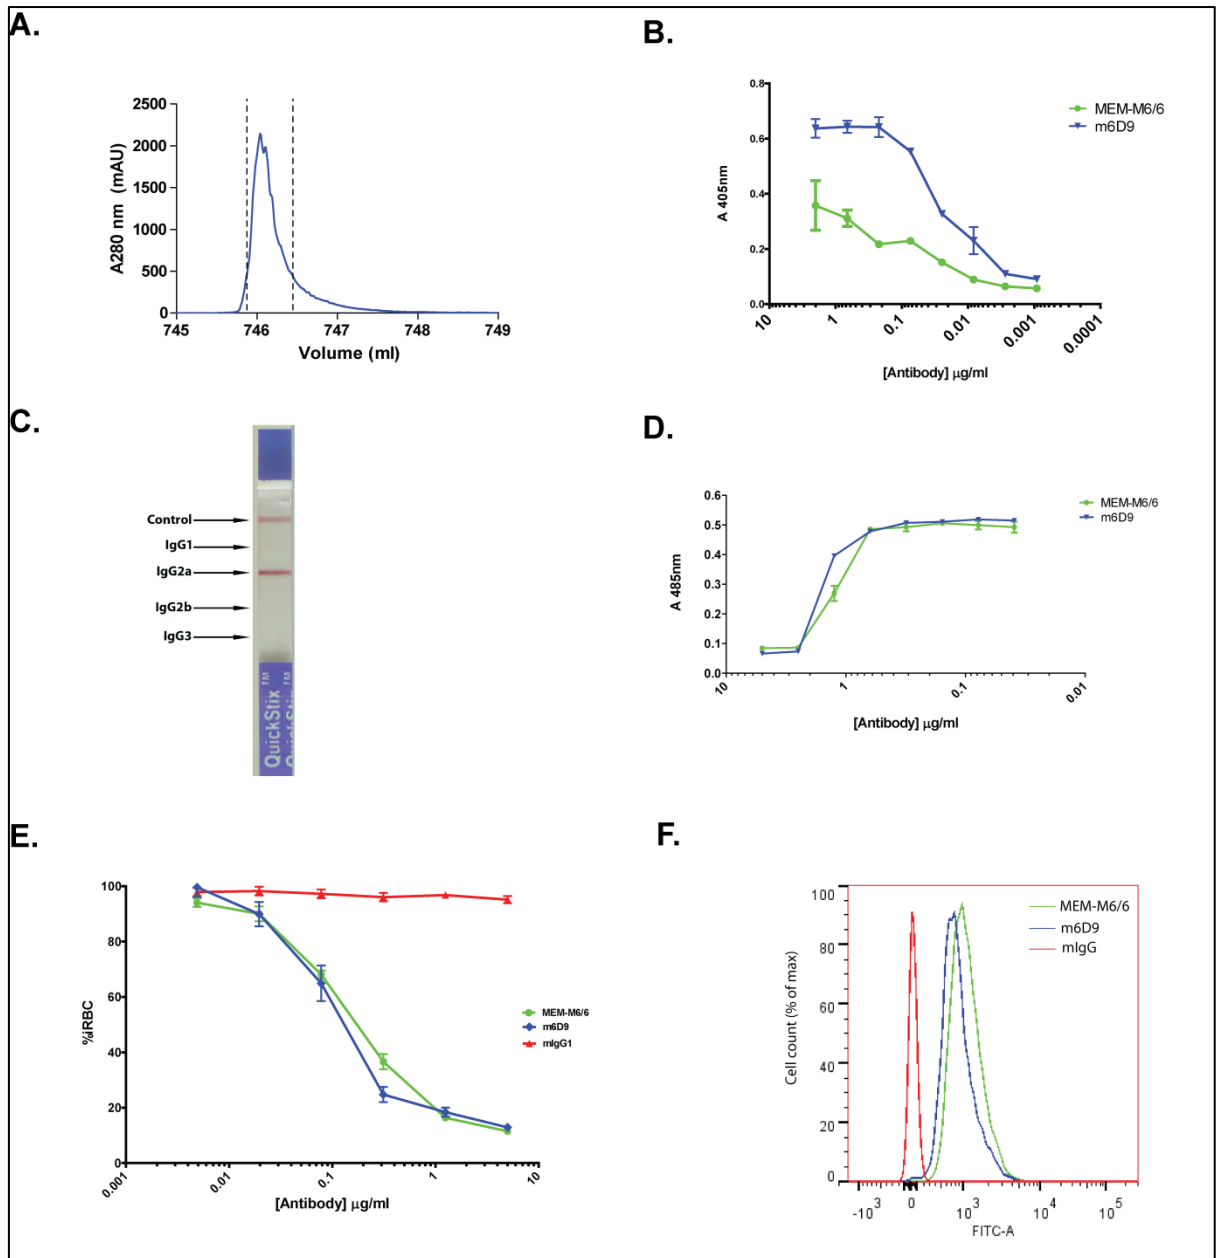 A.
2500
2000
1500
1000
500
0
745
746
747
748
749
A280 nm (mAU)
Volume (ml)
B.
0.8
0.6
0.4
0.2
0.0
10
1
0.1
0.01
0.001
0.0001
A 405nm
[Antibody] µg/ml
MEM-M6/6
m6D9
C.
Control
IgG1
IgG2a
IgG2b
IgG3
QuickStix™
D.
0.6
0.5
0.4
0.3
0.2
0.1
0.0
10
1
0.1
0.01
A 485nm
[Antibody] µg/ml
MEM-M6/6
m6D9
E.
100
80
60
40
20
0
0.001
0.01
0.1
1
10
%iRBC
[Antibody] µg/ml
MEM-M6/6
m6D9
mIgG1
F.
100
80
60
40
20
0
-10³
0
10³
10⁴
10⁵
Cell count (% of max)
FITC-A
MEM-M6/6
m6D9
mIgG